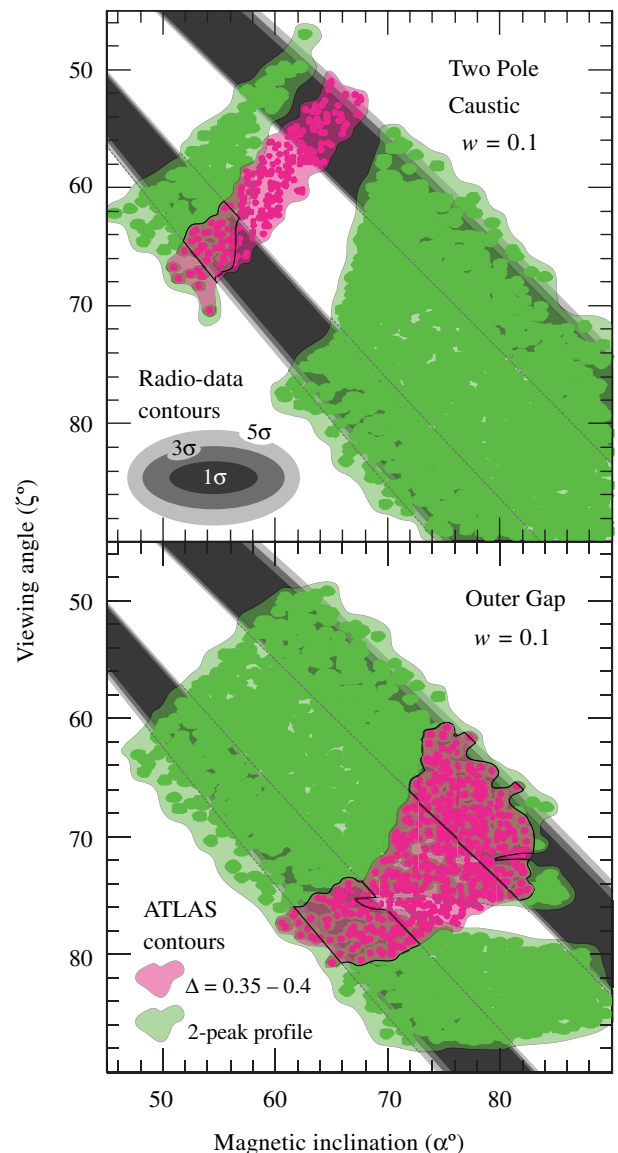 50
60
70
80
Two Pole
Caustic
w = 0.1
Radio-data
contours
5σ
3σ
1σ
Viewing angle (ζº)
50
60
70
80
Outer Gap
w = 0.1
ATLAS
contours
Δ = 0.35 – 0.4
2-peak profile
50
60
70
80
Magnetic inclination (αº)